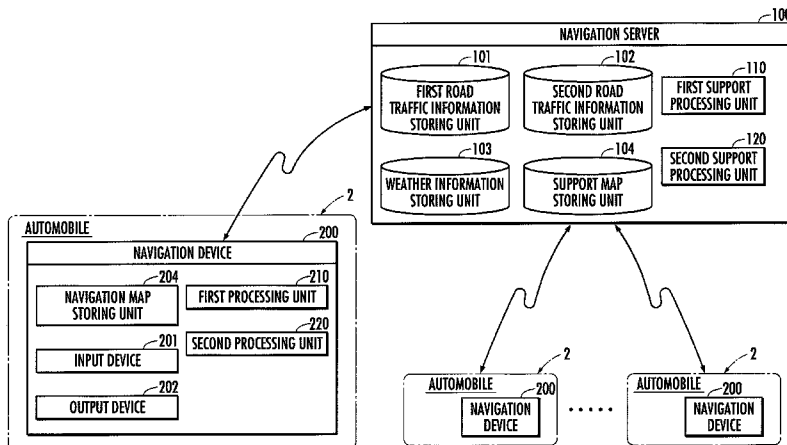 100
NAVIGATION SERVER
101
102
110
FIRST ROAD
TRAFFIC INFORMATION
STORING UNIT
SECOND ROAD
TRAFFIC INFORMATION
STORING UNIT
FIRST SUPPORT
PROCESSING UNIT
103
104
120
WEATHER INFORMATION
STORING UNIT
SUPPORT MAP
STORING UNIT
SECOND SUPPORT
PROCESSING UNIT
2
AUTOMOBILE
200
NAVIGATION DEVICE
204
210
NAVIGATION MAP
STORING UNIT
FIRST PROCESSING UNIT
220
SECOND PROCESSING UNIT
201
INPUT DEVICE
202
OUTPUT DEVICE
2
AUTOMOBILE
200
NAVIGATION
DEVICE
2
AUTOMOBILE
200
NAVIGATION
DEVICE